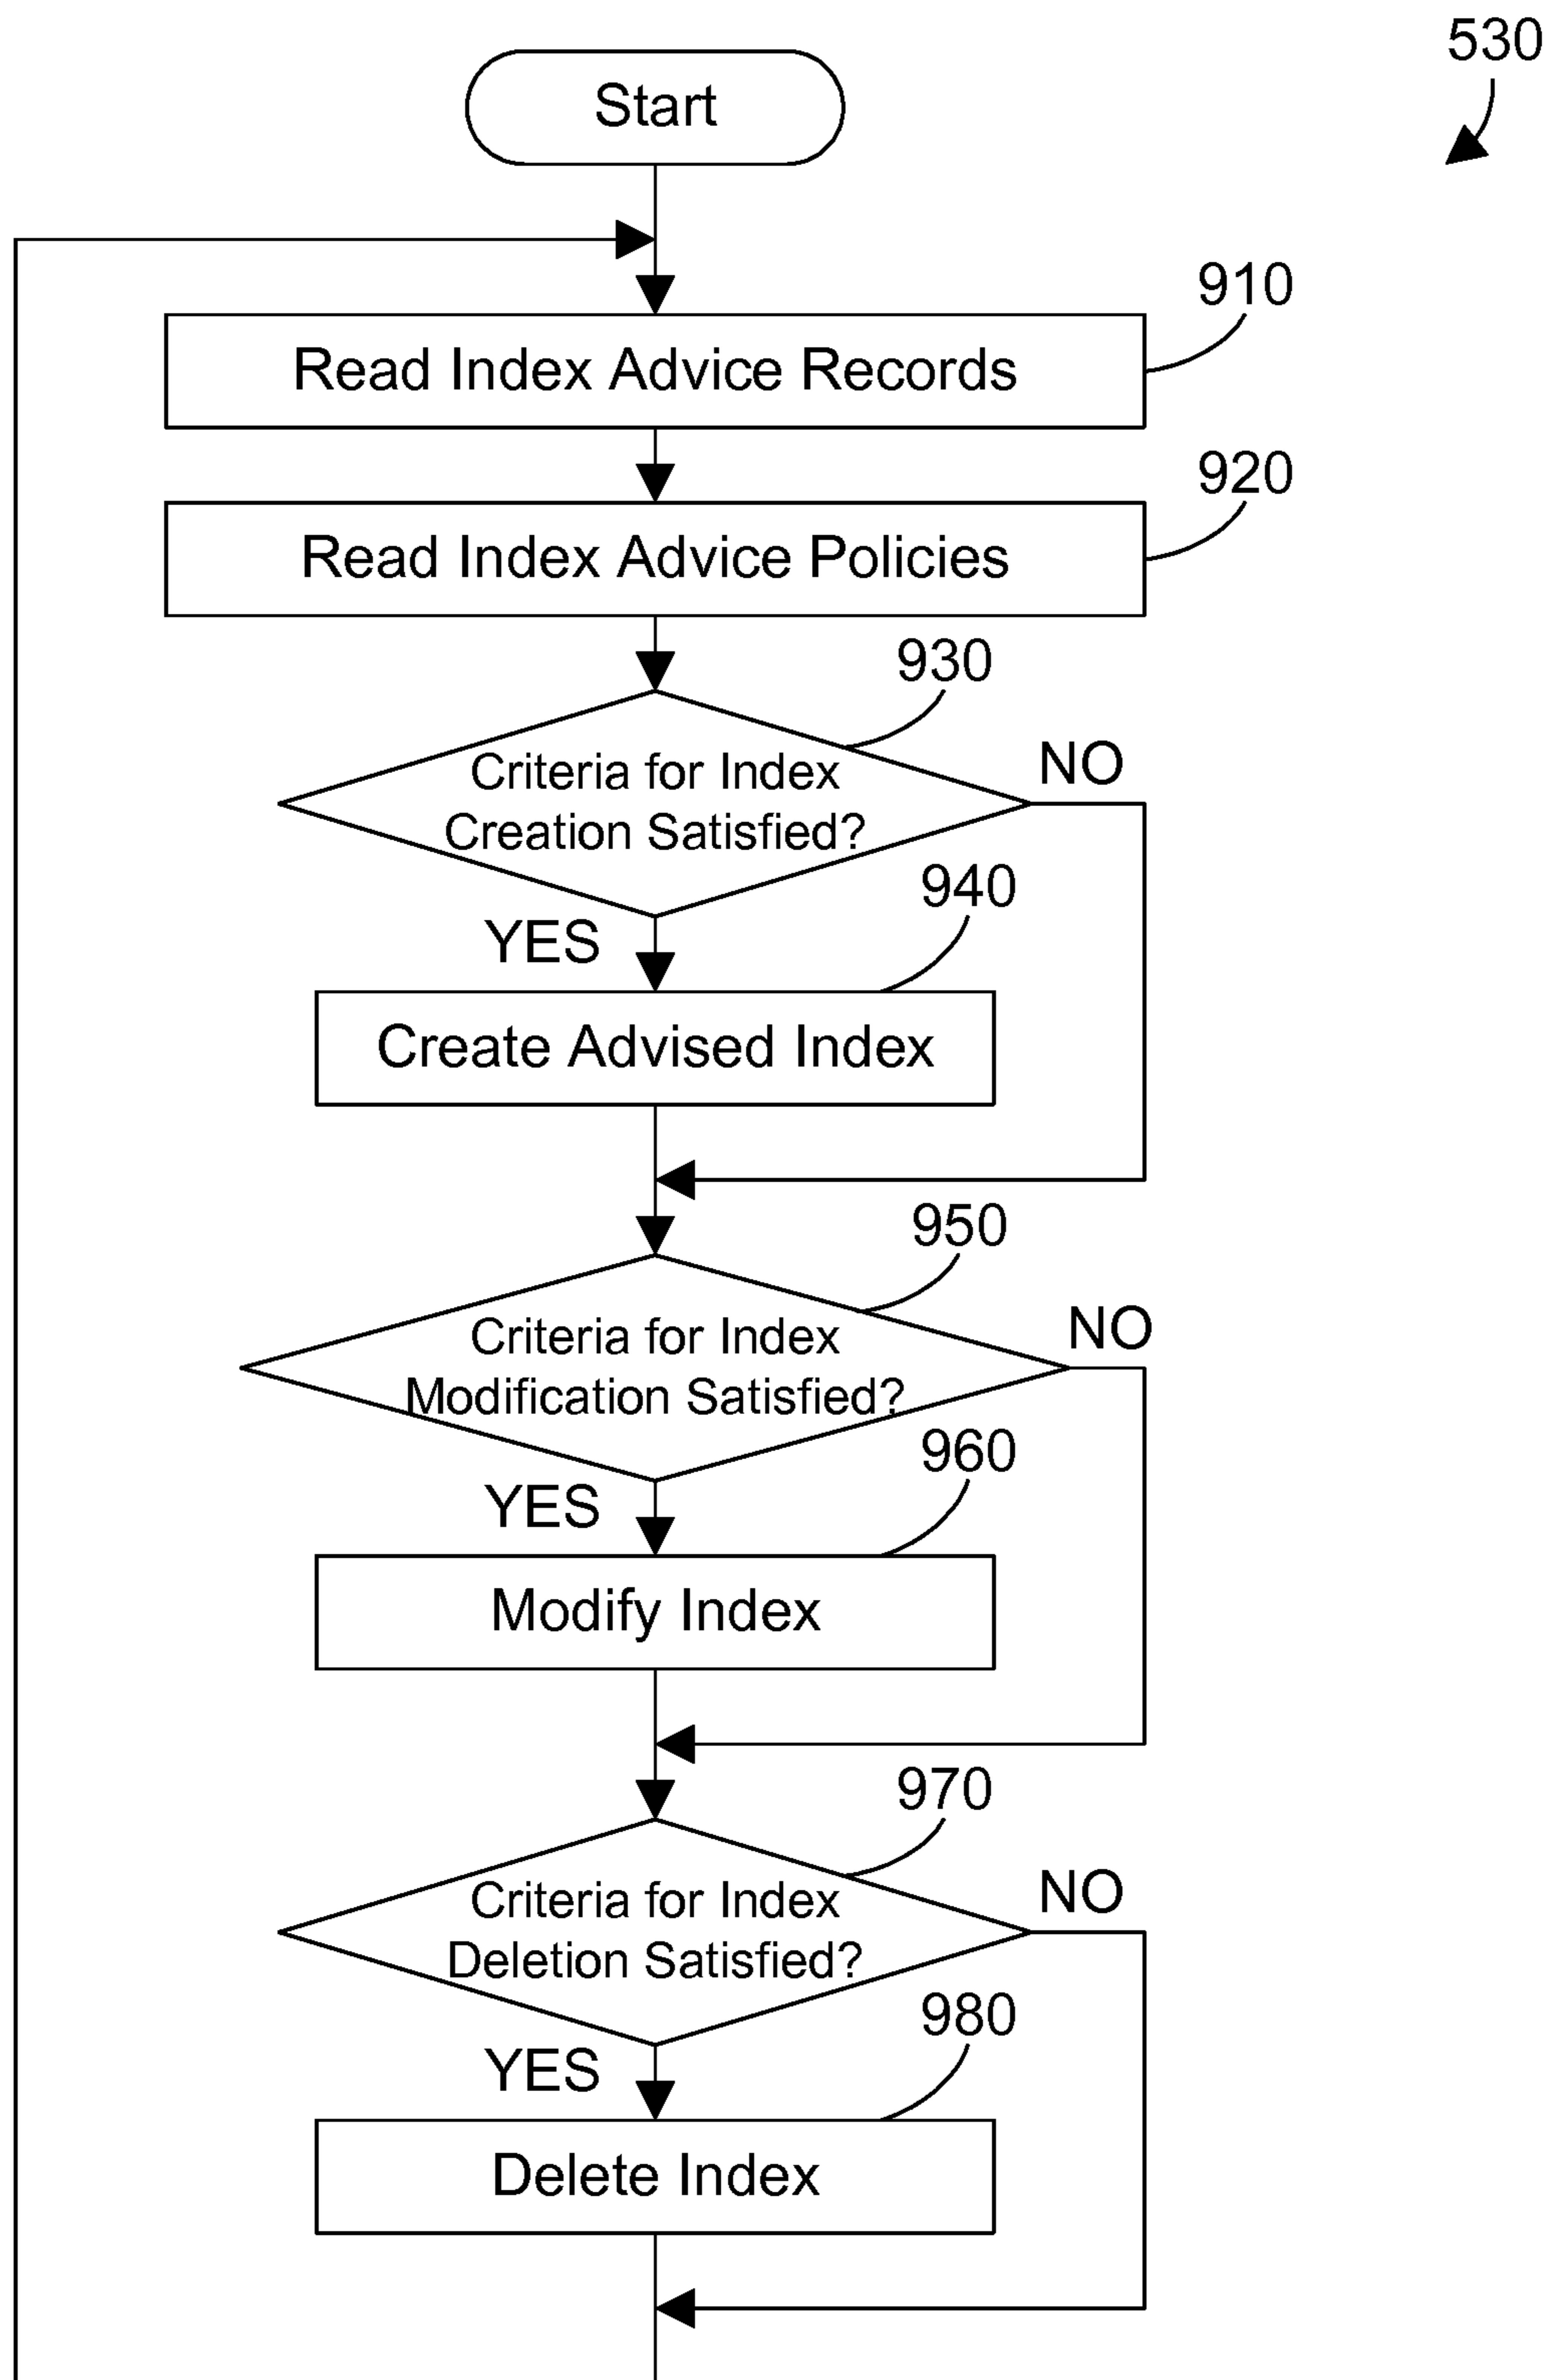 530
Start
910
Read Index Advice Records
920
Read Index Advice Policies
930
Criteria for Index
Creation Satisfied?
NO
940
YES
Create Advised Index
950
Criteria for Index
Modification Satisfied?
NO
960
YES
Modify Index
970
Criteria for Index
Deletion Satisfied?
NO
980
YES
Delete Index